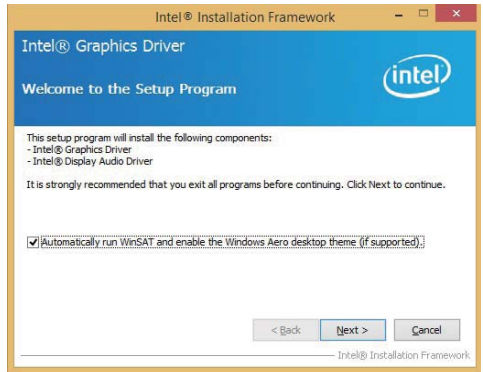 Intel® Installation Framework
Intel® Graphics Driver
Welcome to the Setup Program
intel
This setup program will install the following components:
- Intel® Graphics Driver
- Intel® Display Audio Driver
It is strongly recommended that you exit all programs before continuing. Click Next to continue.
Automatically run WinSAT and enable the Windows Aero desktop theme (if supported).
< Back Next > Cancel
Intel® Installation Framework